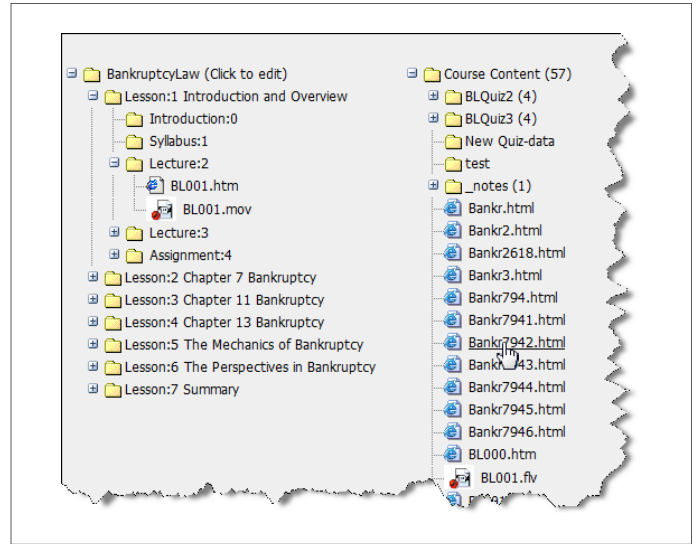 BankruptcyLaw (Click to edit)
Lesson:1 Introduction and Overview
Introduction:0
Syllabus:1
Lecture:2
BL001.htm
BL001.mov
Lecture:3
Assignment:4
Lesson:2 Chapter 7 Bankruptcy
Lesson:3 Chapter 11 Bankruptcy
Lesson:4 Chapter 13 Bankruptcy
Lesson:5 The Mechanics of Bankruptcy
Lesson:6 The Perspectives in Bankruptcy
Lesson:7 Summary
Course Content (57)
BLQuiz2 (4)
BLQuiz3 (4)
New Quiz-data
test
_notes (1)
Bankr.html
Bankr2.html
Bankr2618.html
Bankr3.html
Bankr794.html
Bankr7941.html
Bankr7942.html
Bankr7943.html
Bankr7944.html
Bankr7945.html
Bankr7946.html
BL000.htm
BL001.flv